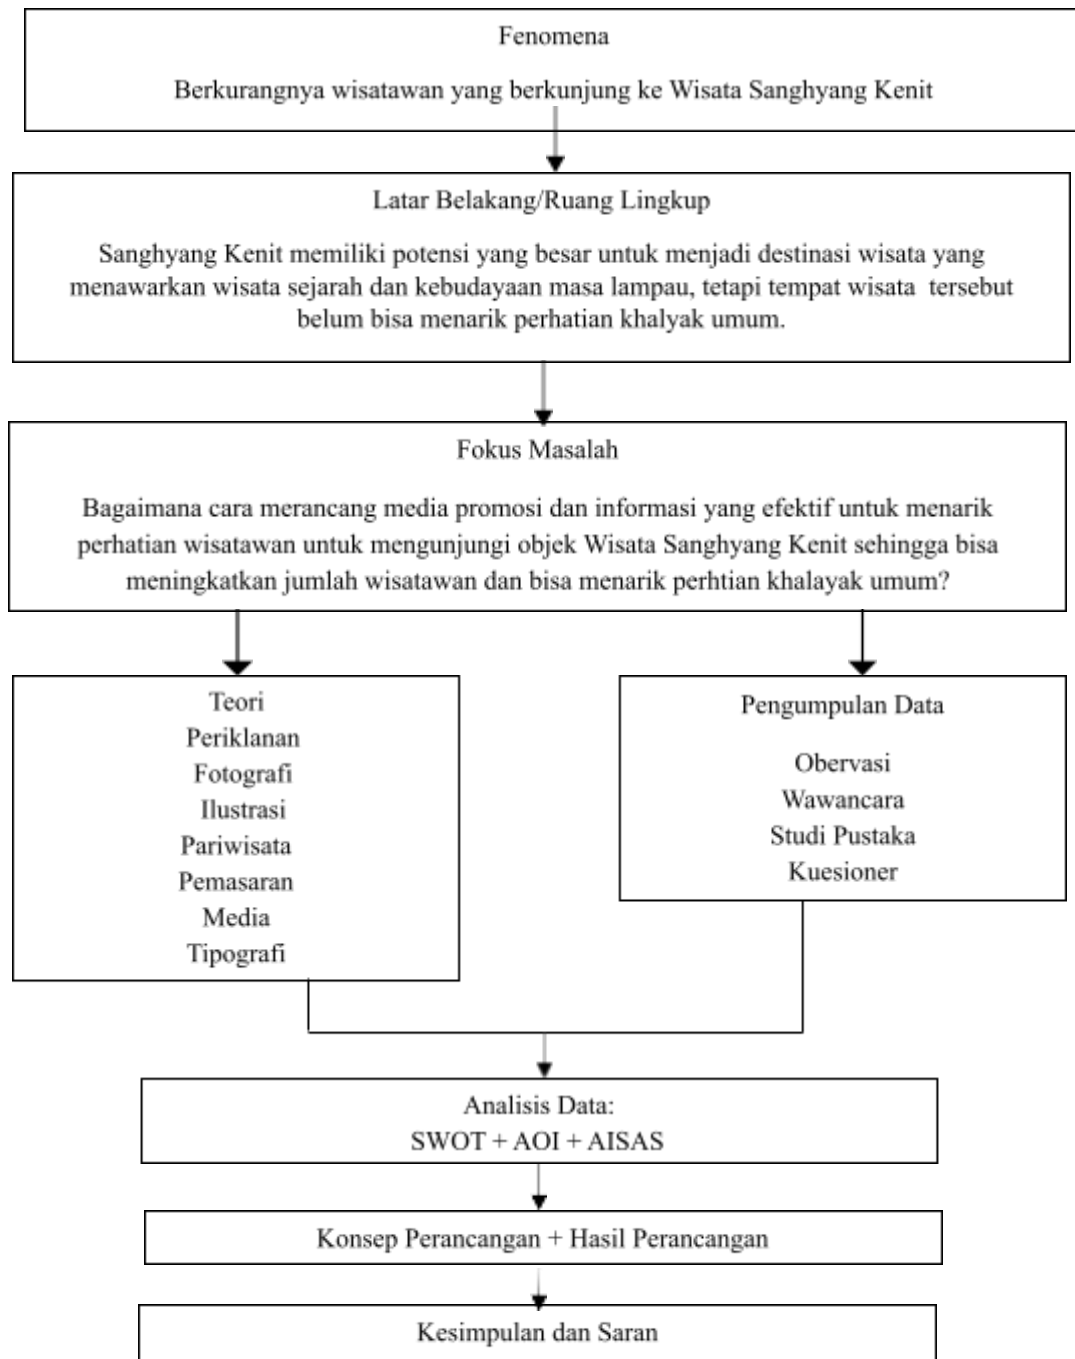 Fenomena
Berkurangnya wisatawan yang berkunjung ke Wisata Sanghyang Kenit
Latar Belakang/Ruang Lingkup
Sanghyang Kenit memiliki potensi yang besar untuk menjadi destinasi wisata yang
menawarkan wisata sejarah dan kebudayaan masa lampau, tetapi tempat wisata tersebut
belum bisa menarik perhatian khalyak umum.
Fokus Masalah
Bagaimana cara merancang media promosi dan informasi yang efektif untuk menarik
perhatian wisatawan untuk mengunjungi objek Wisata Sanghyang Kenit sehingga bisa
meningkatkan jumlah wisatawan dan bisa menarik perhtian khalayak umum?
Teori
Periklanan
Fotografi
Ilustrasi
Pariwisata
Pemasaran
Media
Tipografi
Pengumpulan Data
Obervasi
Wawancara
Studi Pustaka
Kuesioner
Analisis Data:
SWOT + AOI + AISAS
Konsep Perancangan + Hasil Perancangan
Kesimpulan dan Saran